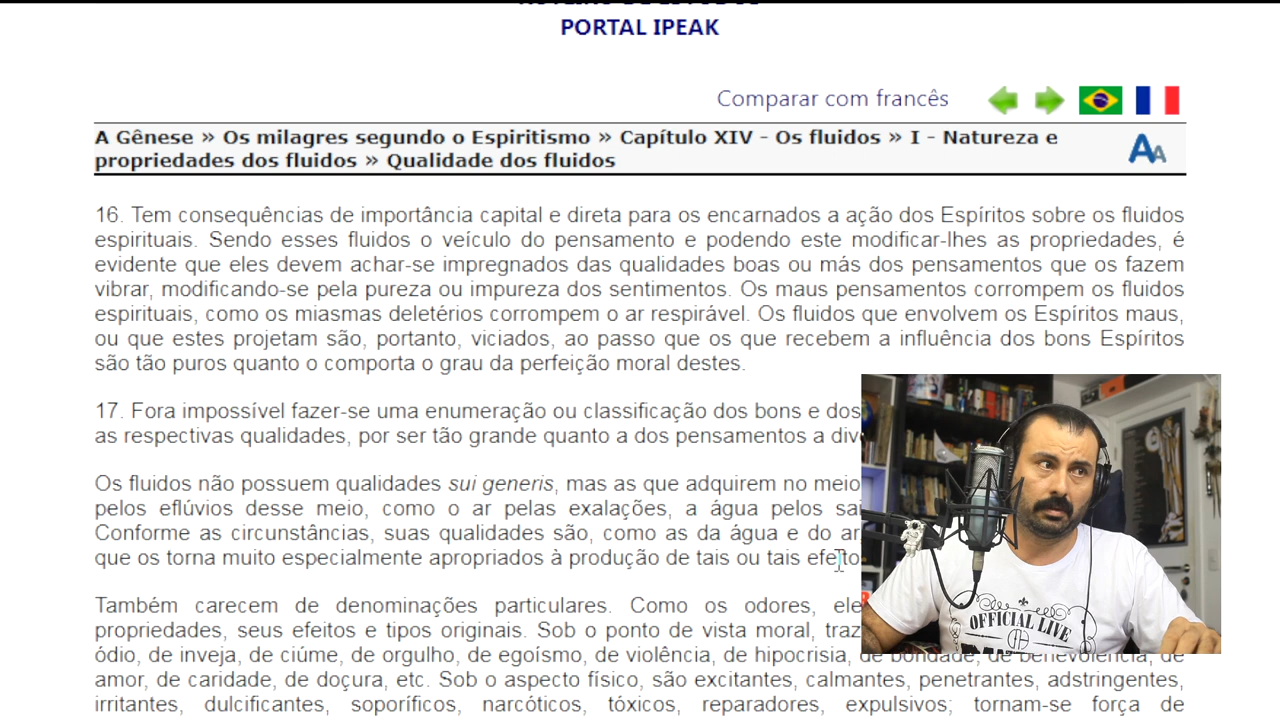 PORTAL IPEAK
Comparar com francês
A Gênese » Os milagres segundo o Espiritismo » Capítulo XIV - Os fluidos » I - Natureza e
propriedades dos fluidos » Qualidade dos fluidos
16. Tem consequências de importância capital e direta para os encarnados a ação dos Espíritos sobre os fluidos
espirituais. Sendo esses fluidos o veículo do pensamento e podendo este modificar-lhes as propriedades, é
evidente que eles devem achar-se impregnados das qualidades boas ou más dos pensamentos que os fazem
vibrar, modificando-se pela pureza ou impureza dos sentimentos. Os maus pensamentos corrompem os fluidos
espirituais, como os miasmas deletérios corrompem o ar respirável. Os fluidos que envolvem os Espíritos maus,
ou que estes projetam são, portanto, viciados, ao passo que os que recebem a influência dos bons Espíritos
são tão puros quanto o comporta o grau da perfeição moral destes.
17. Fora impossível fazer-se uma enumeração ou classificação dos bons e dos
as respectivas qualidades, por ser tão grande quanto a dos pensamentos a
Os fluidos não possuem qualidades sui generis, mas as que adquirem no meio
pelos eflúvios desse meio, como o ar pelas exalações, a água pelos
Conforme as circunstâncias, suas qualidades são, como as da água e do ar,
que os torna muito especialmente apropriados à produção de tais ou tais
Também carecem de denominações particulares. Como os odores,
propriedades, seus efeitos e tipos originais. Sob o ponto de vista moral,
ódio, de inveja, de ciúme, de orgulho, de egoísmo, de violência, de hipocrisia, de bondade, de benevolência, de
amor, de caridade, de doçura, etc. Sob o aspecto físico, são excitantes, calmantes, penetrantes, adstringentes,
irritantes, dulcificantes, soporíficos, narcóticos, tóxicos, reparadores, expulsivos; tornam-se força de
OFFICIAL LIVE